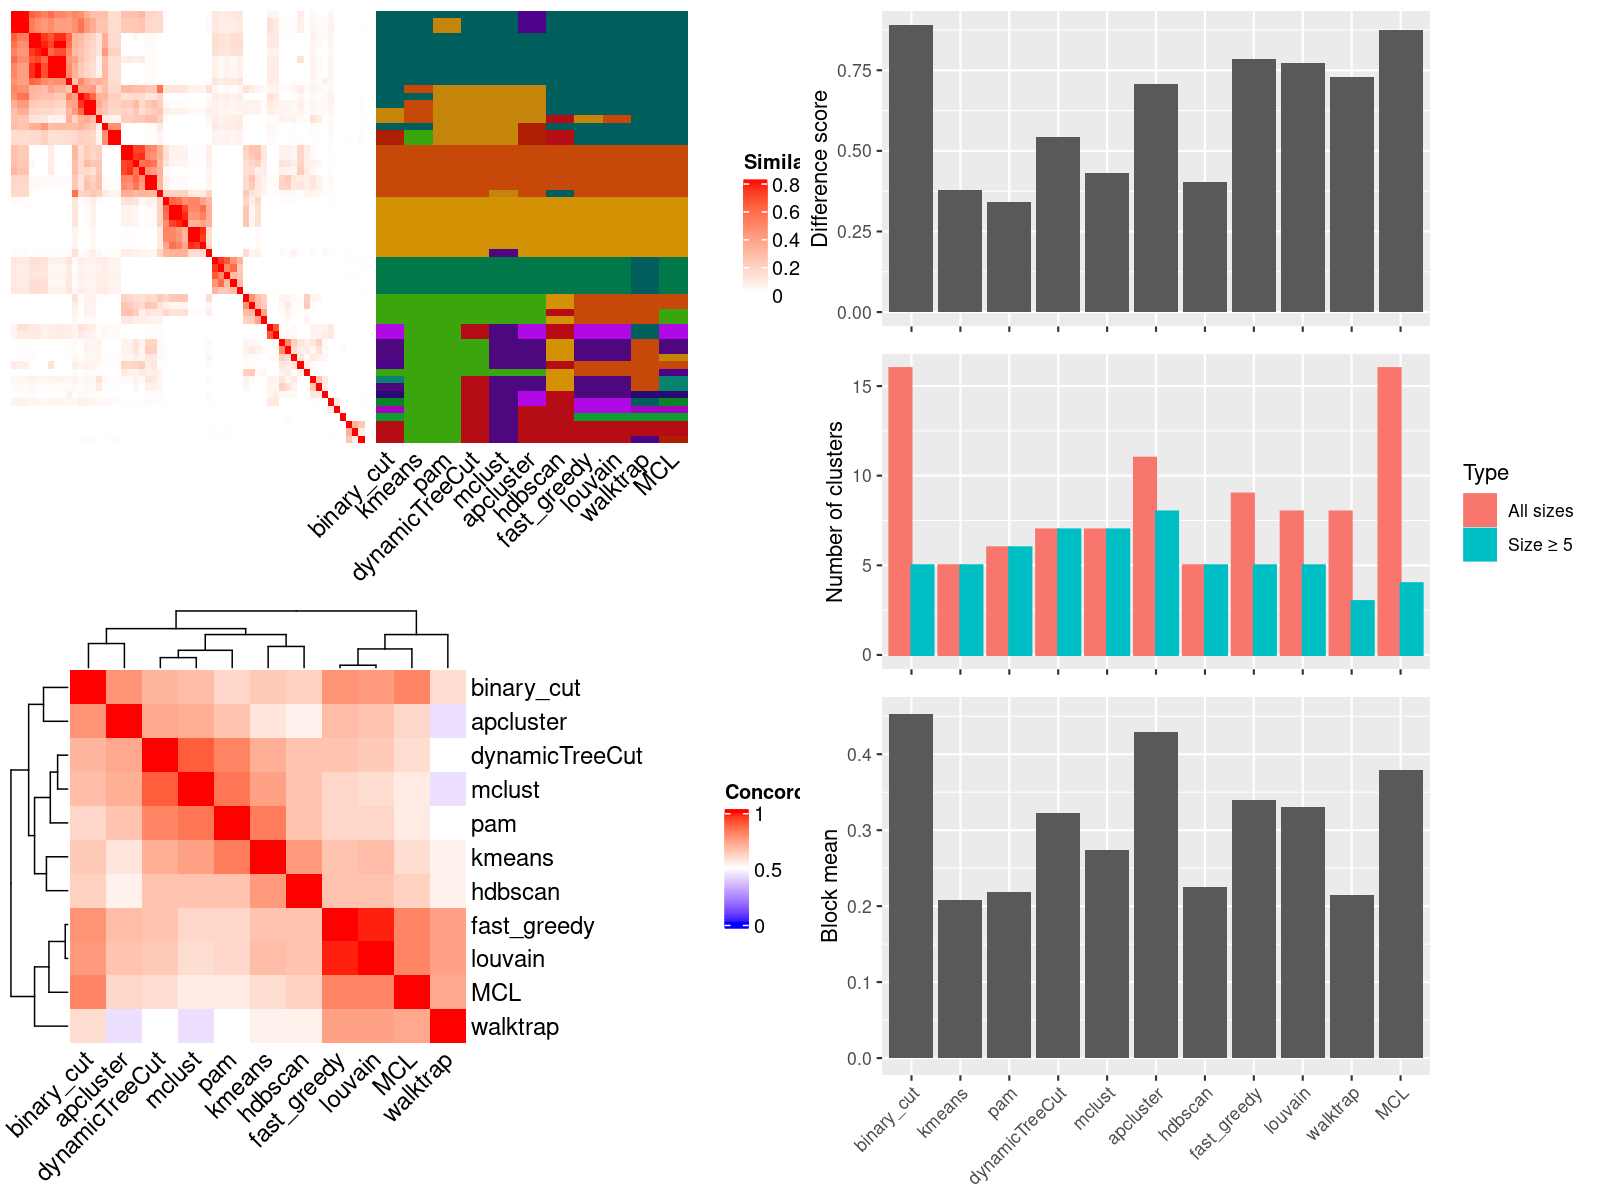 Simila
0.8
0.6
0.4
0.2
0
binary_cut
kmeans
pam
dynamicTreeCut
mclust
apcluster
hdbscan
fast_greedy
louvain
walktrap
MCL
binary_cut
apcluster
dynamicTreeCut
mclust
pam
kmeans
hdbscan
fast_greedy
louvain
MCL
walktrap
binary_cut
apcluster
dynamicTreeCut
mclust
pam
kmeans
hdbscan
fast_greedy
louvain
MCL
walktrap
Concord
1
0.5
0
Difference score
0.75
0.50
0.25
0.00
Number of clusters
15
10
5
0
Type
All sizes
Size ≥ 5
Block mean
0.4
0.3
0.2
0.1
0.0
binary_cut
kmeans
pam
dynamicTreeCut
mclust
apcluster
hdbscan
fast_greedy
louvain
walktrap
MCL